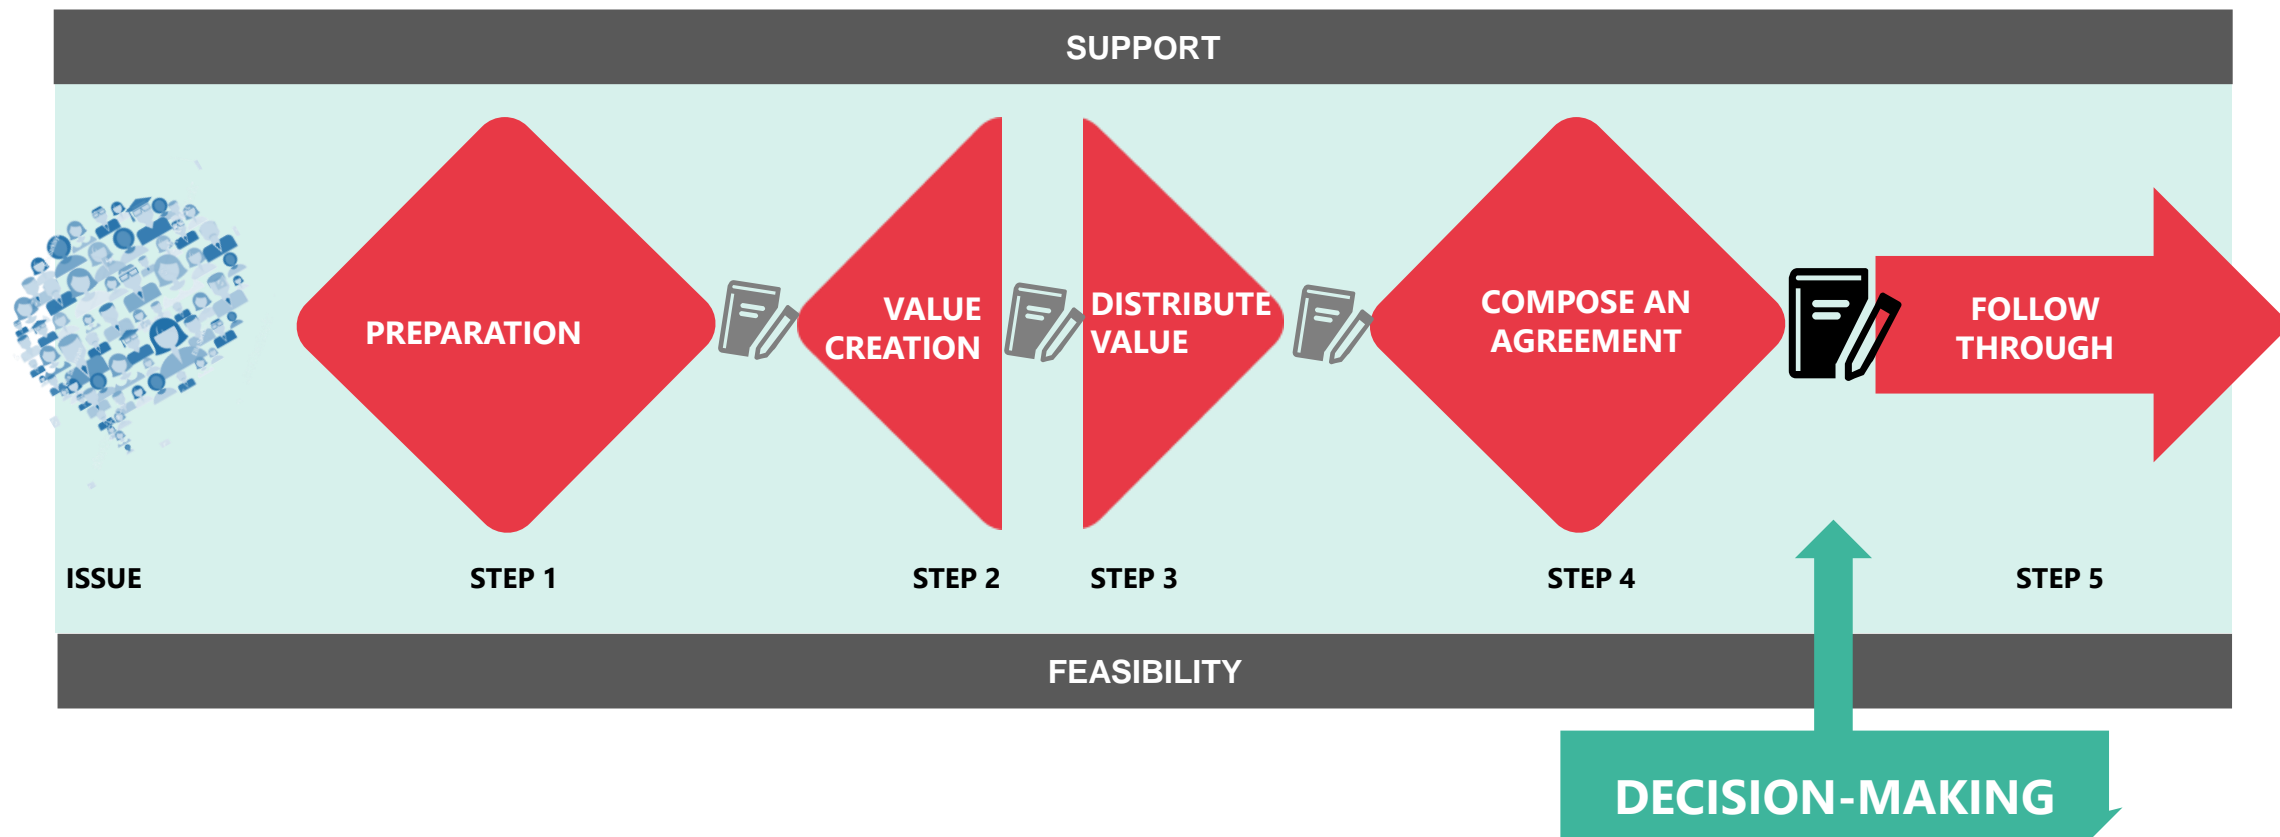 SUPPORT
PREPARATION
VALUE
CREATION
DISTRIBUTE
VALUE
COMPOSE AN
AGREEMENT
FOLLOW
THROUGH
ISSUE
STEP 1
STEP 2
STEP 3
STEP 4
STEP 5
FEASIBILITY
DECISION-MAKING